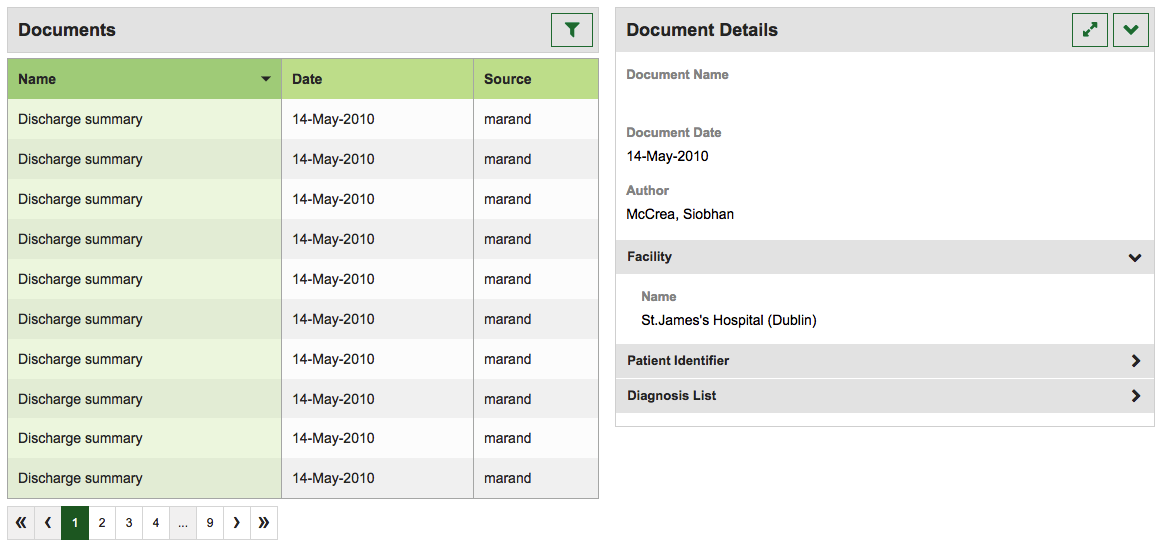 Documents
Name Date Source
Discharge summary 14-May-2010 marand
Discharge summary 14-May-2010 marand
Discharge summary 14-May-2010 marand
Discharge summary 14-May-2010 marand
Discharge summary 14-May-2010 marand
Discharge summary 14-May-2010 marand
Discharge summary 14-May-2010 marand
Discharge summary 14-May-2010 marand
Discharge summary 14-May-2010 marand
Discharge summary 14-May-2010 marand
« ‹ 1 2 3 4 ... 9 › »
Document Details
Document Name
Document Date
14-May-2010
Author
McCrea, Siobhan
Facility
Name
St.James's Hospital (Dublin)
Patient Identifier
Diagnosis List